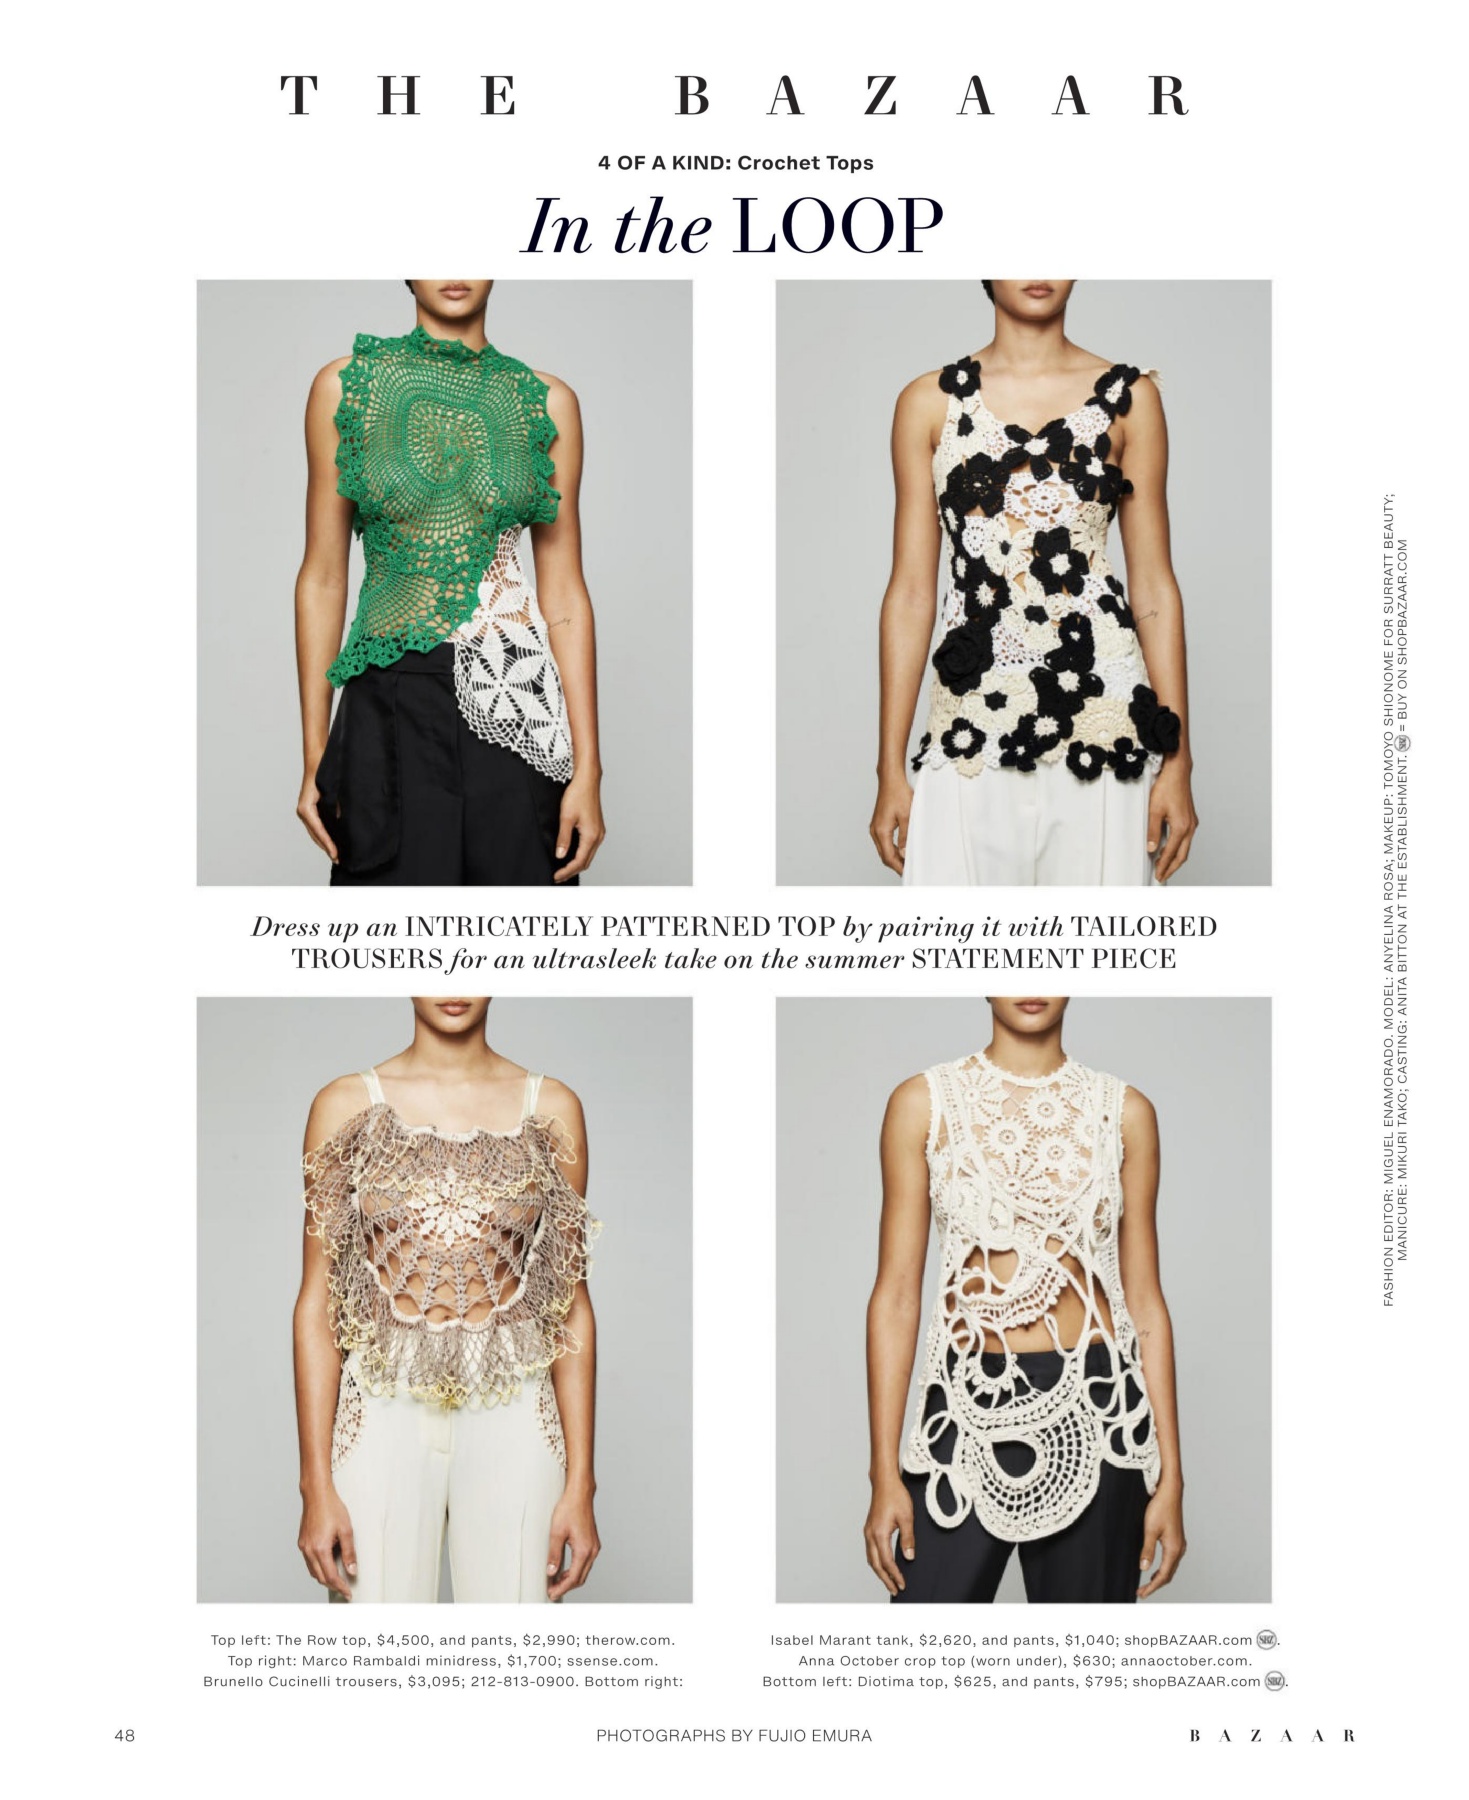 THE BAZAAR
4 OF A KIND: Crochet Tops
In the LOOP
Dress up an INTRICATELY PATTERNED TOP by pairing it with TAILORED
TROUSERS for an ultrasleek take on the summer STATEMENT PIECE
Top left: The Row top, $4,500, and pants, $2,990; therow.com.
Top right: Marco Rambaldi minidress, $1,700; ssense.com.
Brunello Cucinelli trousers, $3,095; 212-813-0900. Bottom right:
Isabel Marant tank, $2,620, and pants, $1,040; shopBAZAAR.com SBZ.
Anna October crop top (worn under), $630; annaoctober.com.
Bottom left: Diotima top, $625, and pants, $795; shopBAZAAR.com SBZ.
FASHION EDITOR: MIGUEL ENAMORADO. MODEL: ANYELINA ROSA; MAKEUP: TOMOYO SHIONOME FOR SURRATT BEAUTY;
MANICURE: MIKURI TAKO; CASTING: ANITA BITTON AT THE ESTABLISHMENT. SBZ = BUY ON SHOPBAZAAR.COM
48
PHOTOGRAPHS BY FUJIO EMURA
BAZAAR